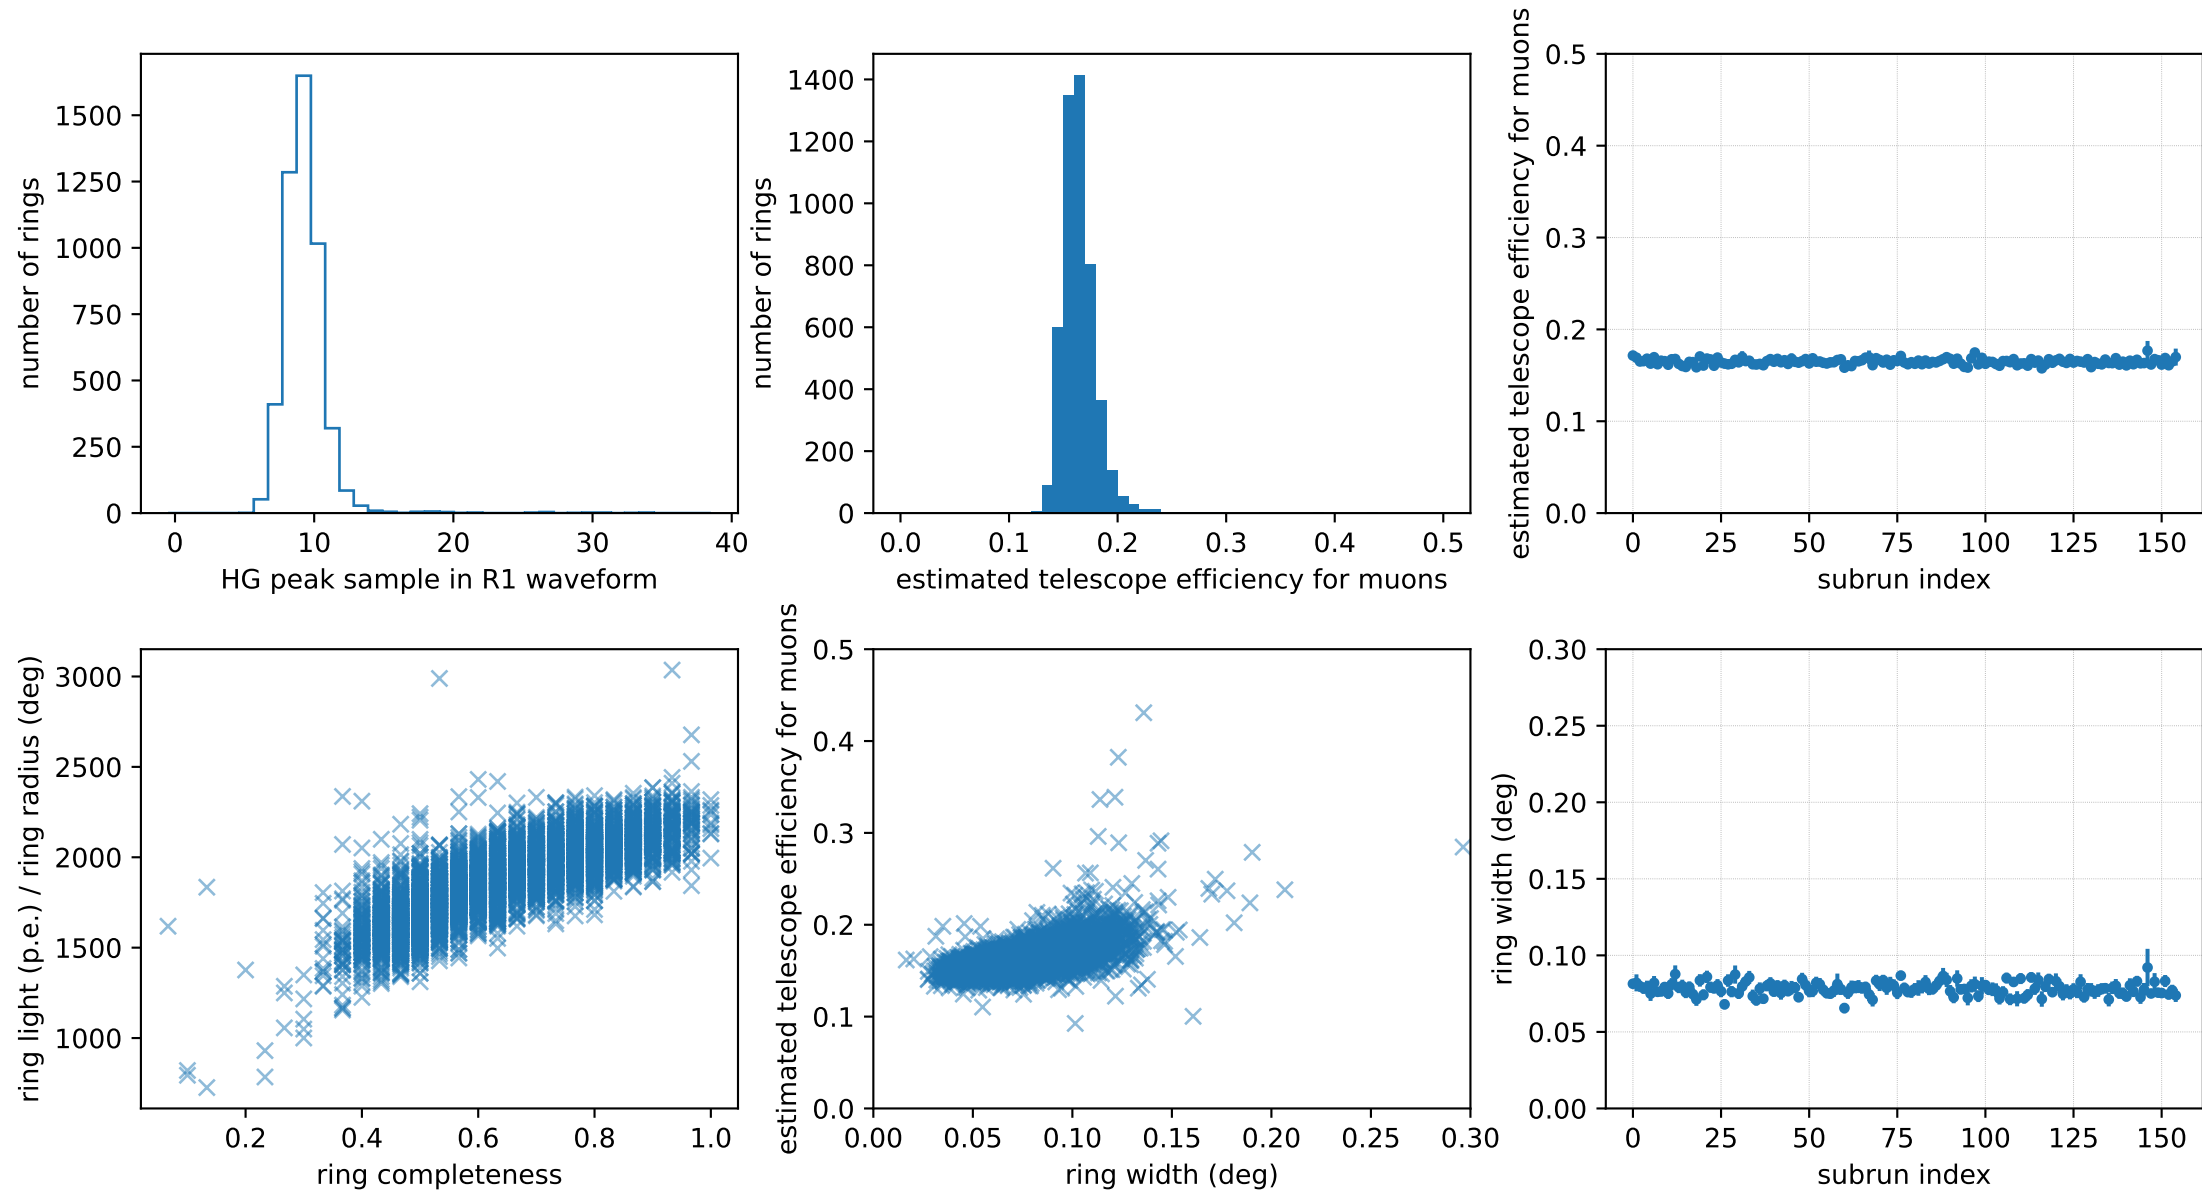 number of rings
1500
1250
1000
750
500
250
0
0 10 20 30 40
HG peak sample in R1 waveform
number of rings
1400
1200
1000
800
600
400
200
0
0.0 0.1 0.2 0.3 0.4 0.5
estimated telescope efficiency for muons
estimated telescope efficiency for muons
0.5
0.4
0.3
0.2
0.1
0.0
0 25 50 75 100 125 150
subrun index
ring light (p.e.) / ring radius (deg)
3000
2500
2000
1500
1000
0.2 0.4 0.6 0.8 1.0
ring completeness
estimated telescope efficiency for muons
0.5
0.4
0.3
0.2
0.1
0.0
0.00 0.05 0.10 0.15 0.20 0.25 0.30
ring width (deg)
ring width (deg)
0.30
0.25
0.20
0.15
0.10
0.05
0.00
0 25 50 75 100 125 150
subrun index